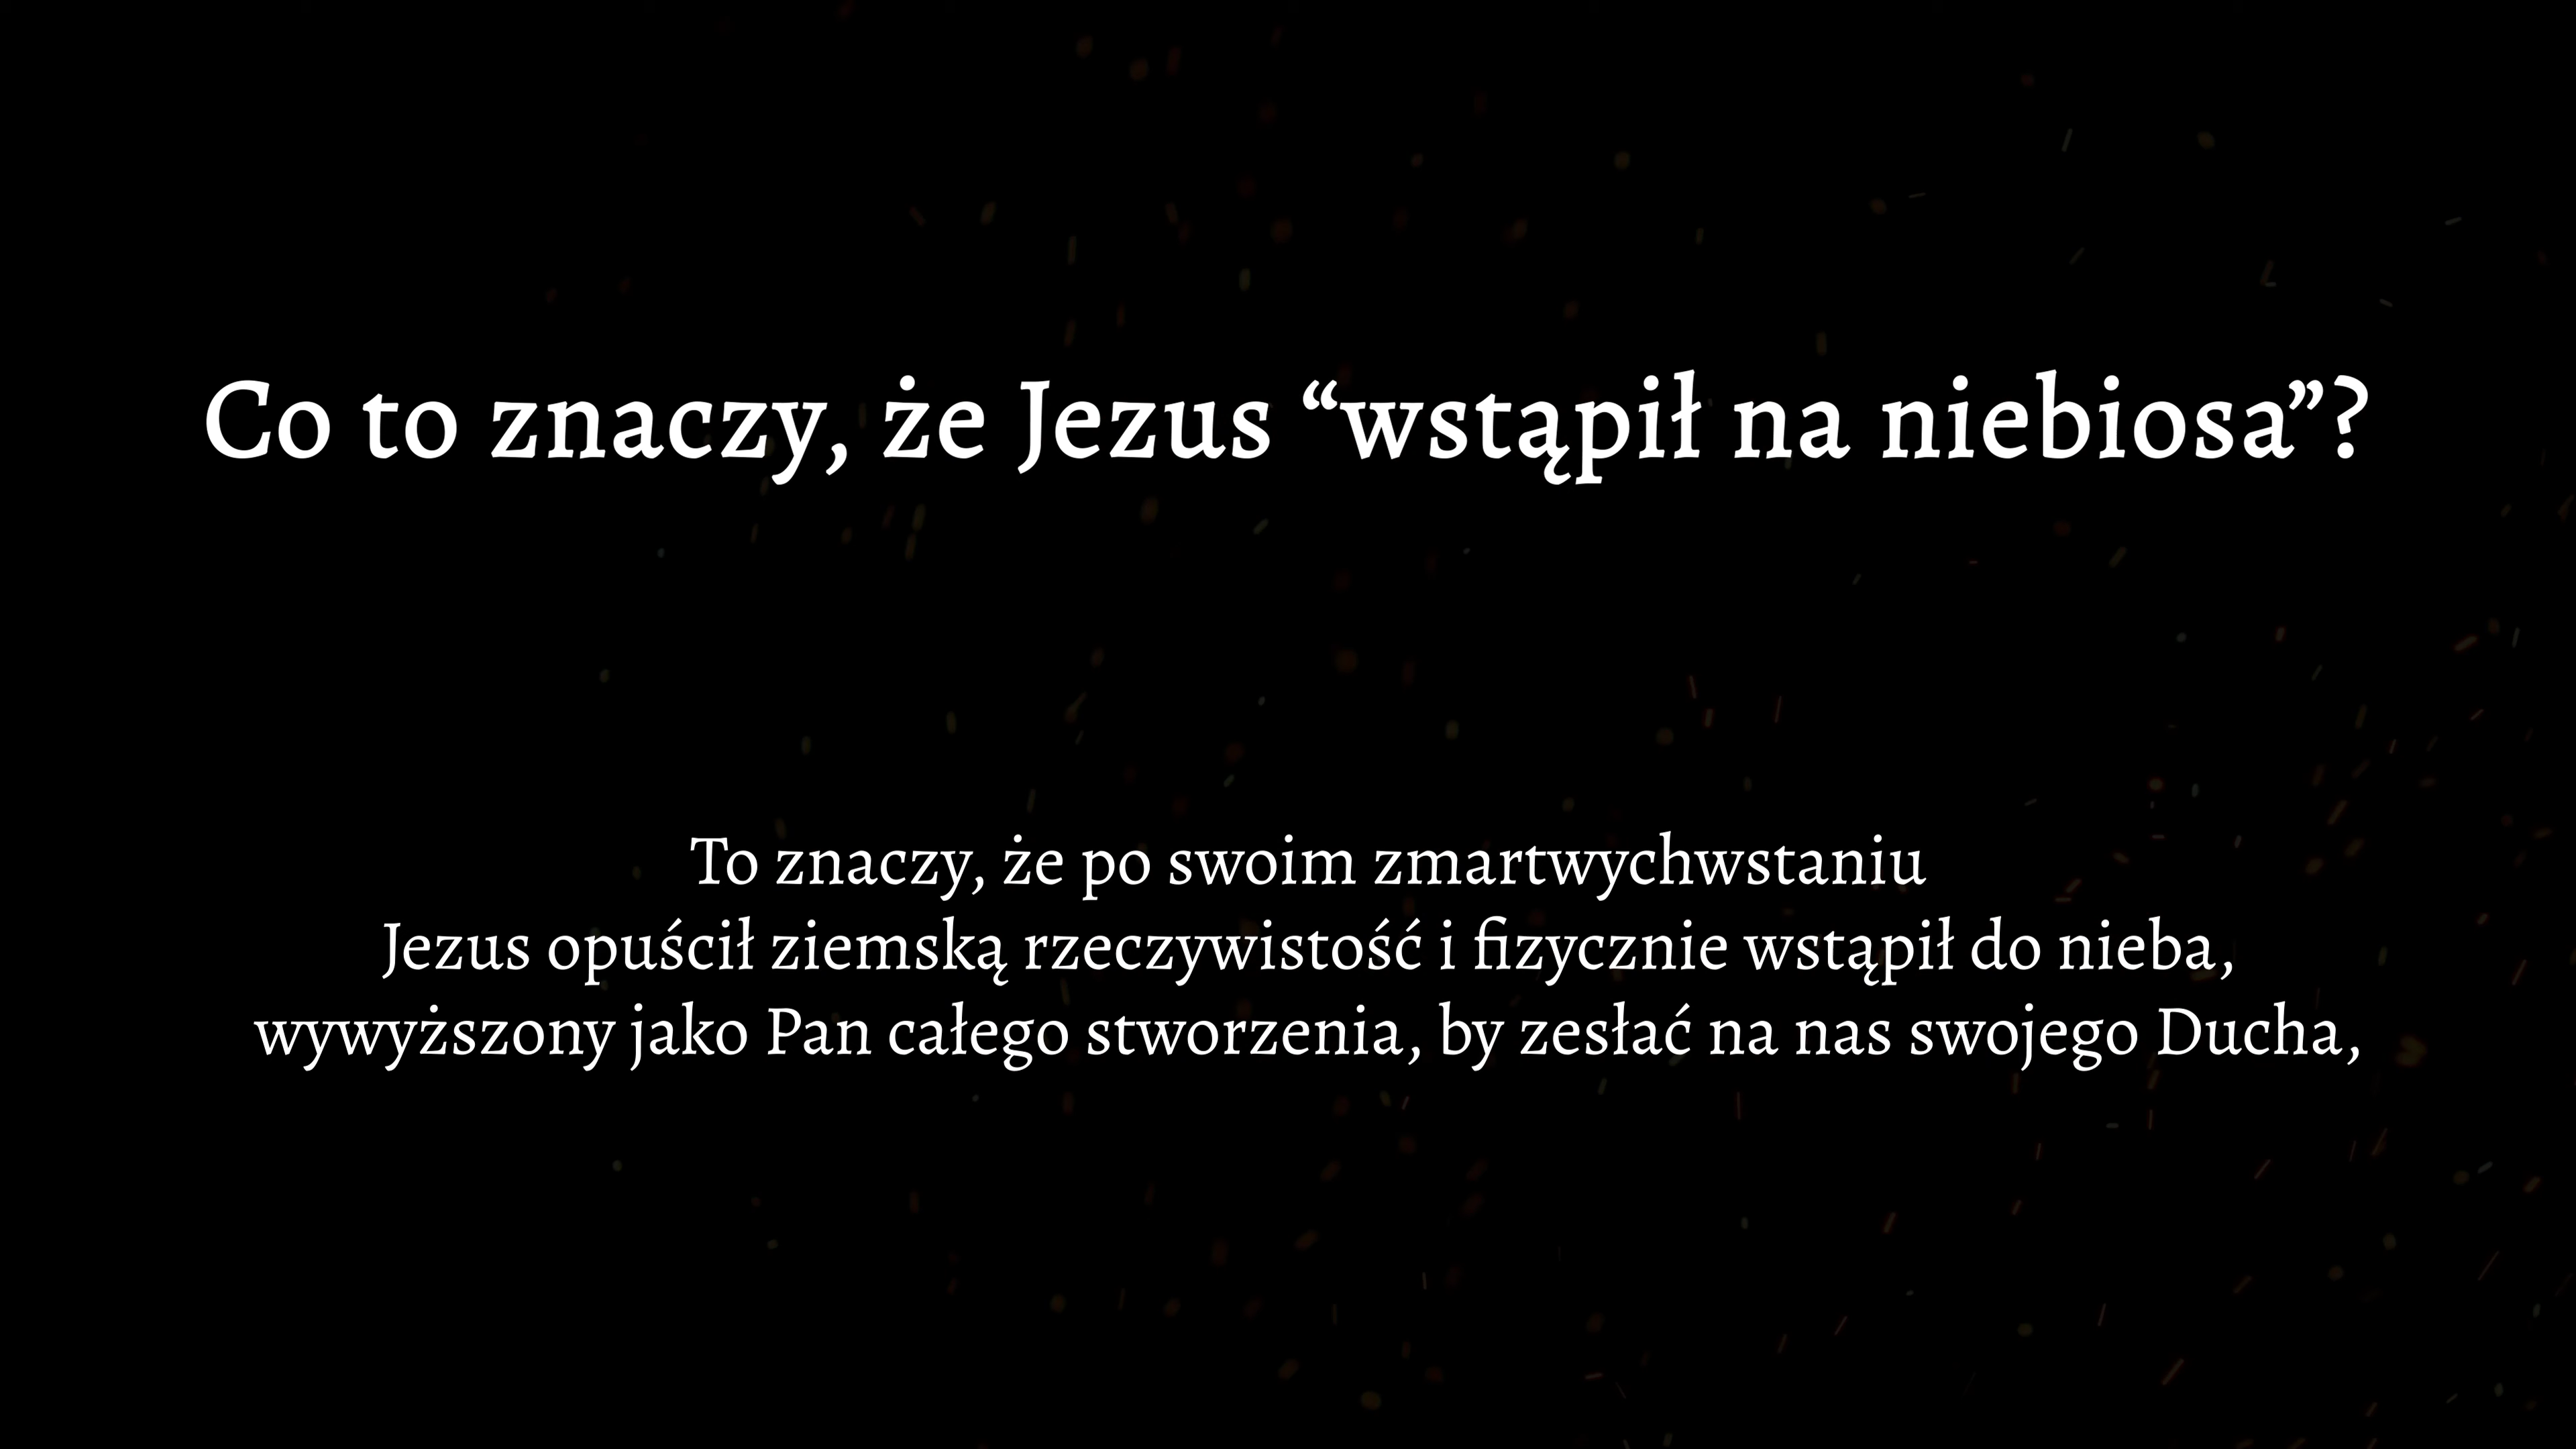 Co to znaczy, że Jezus “wstąpił na niebiosa”?
To znaczy, że po swoim zmartwychwstaniu
Jezus opuścił ziemską rzeczywistość i fizycznie wstąpił do nieba,
wywyższony jako Pan całego stworzenia, by zesłać na nas swojego Ducha,